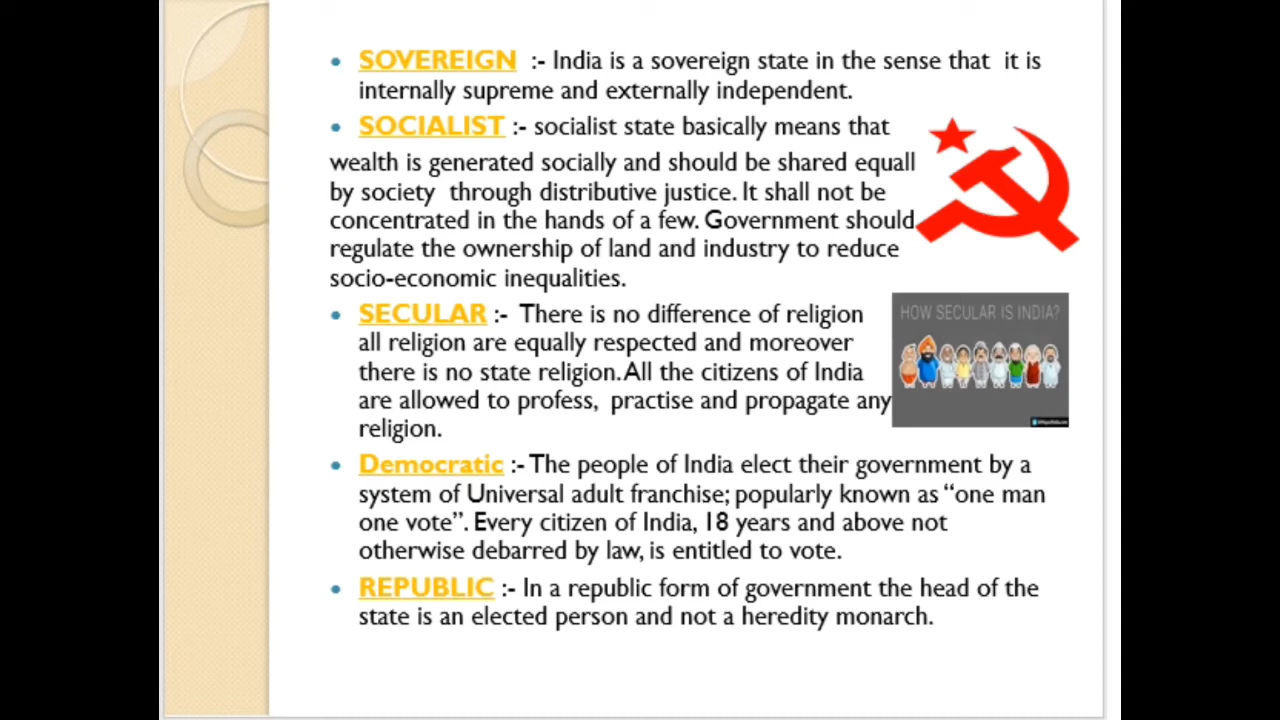 SOVEREIGN :- India is a sovereign state in the sense that it is
internally supreme and externally independent.
SOCIALIST :- socialist state basically means that
wealth is generated socially and should be shared equall
by society through distributive justice. It shall not be
concentrated in the hands of a few. Government should
regulate the ownership of land and industry to reduce
socio-economic inequalities.
SECULAR :- There is no difference of religion
all religion are equally respected and moreover
there is no state religion. All the citizens of India
are allowed to profess, practise and propagate any
religion.
HOW SECULAR IS INDIA?
Democratic :- The people of India elect their government by a
system of Universal adult franchise; popularly known as “one man
one vote”. Every citizen of India, 18 years and above not
otherwise debarred by law, is entitled to vote.
REPUBLIC :- In a republic form of government the head of the
state is an elected person and not a heredity monarch.